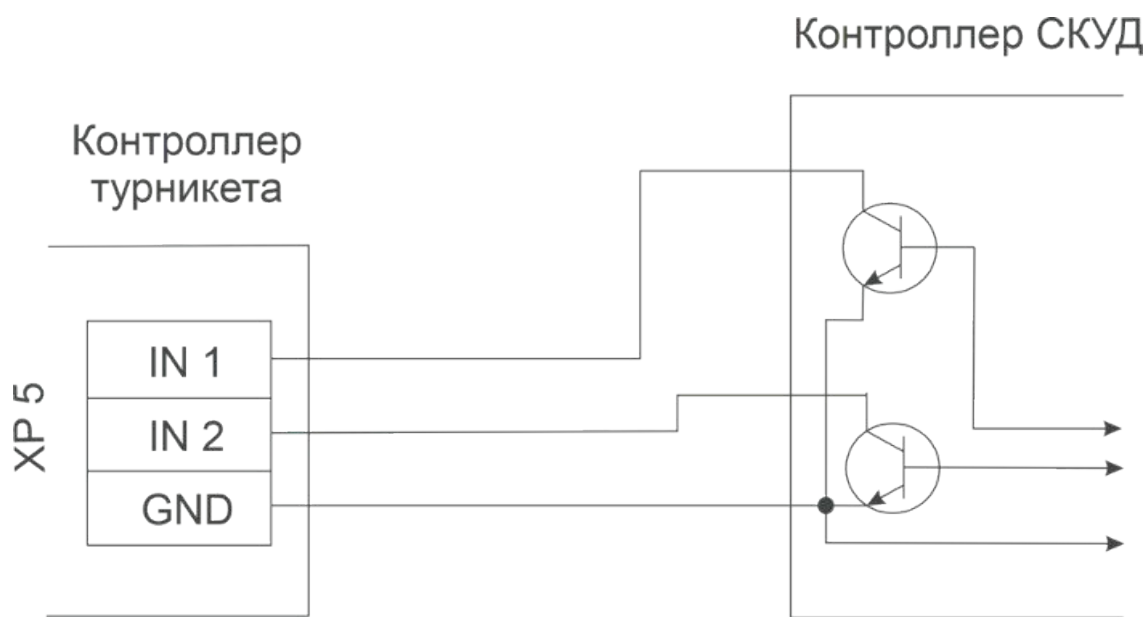 Контроллер СКУД
Контроллер
турникета
XP 5
IN 1
IN 2
GND